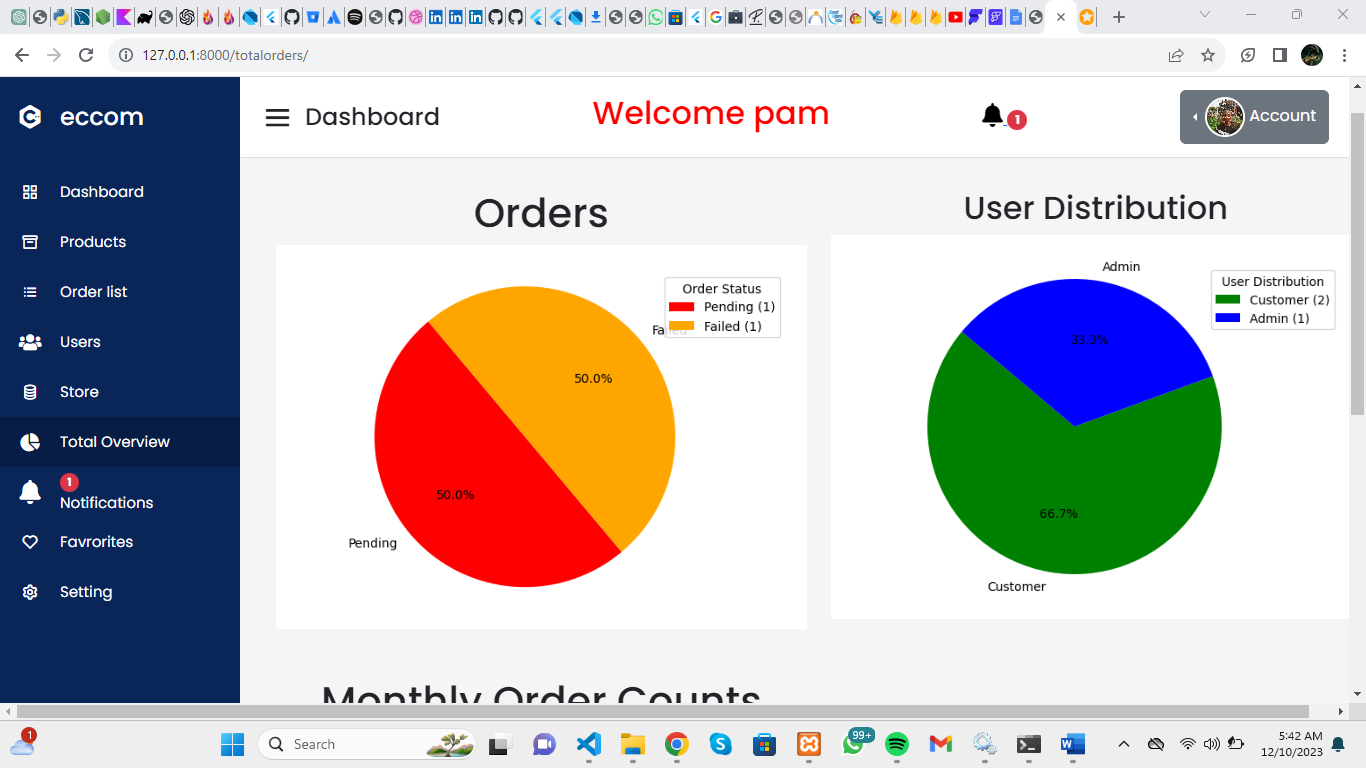 127.0.0.1:8000/totalorders/
eccom
Dashboard
Welcome pam
1
Account
Dashboard
Products
Order list
Users
Store
Total Overview
1
Notifications
Favrorites
Setting
Orders
Order Status
Pending (1)
Failed (1)
50.0%
50.0%
Pending
User Distribution
Admin
User Distribution
Customer (2)
Admin (1)
33.3%
66.7%
Customer
Monthly Order Counts
1
Search
99+
5:42 AM
12/10/2023